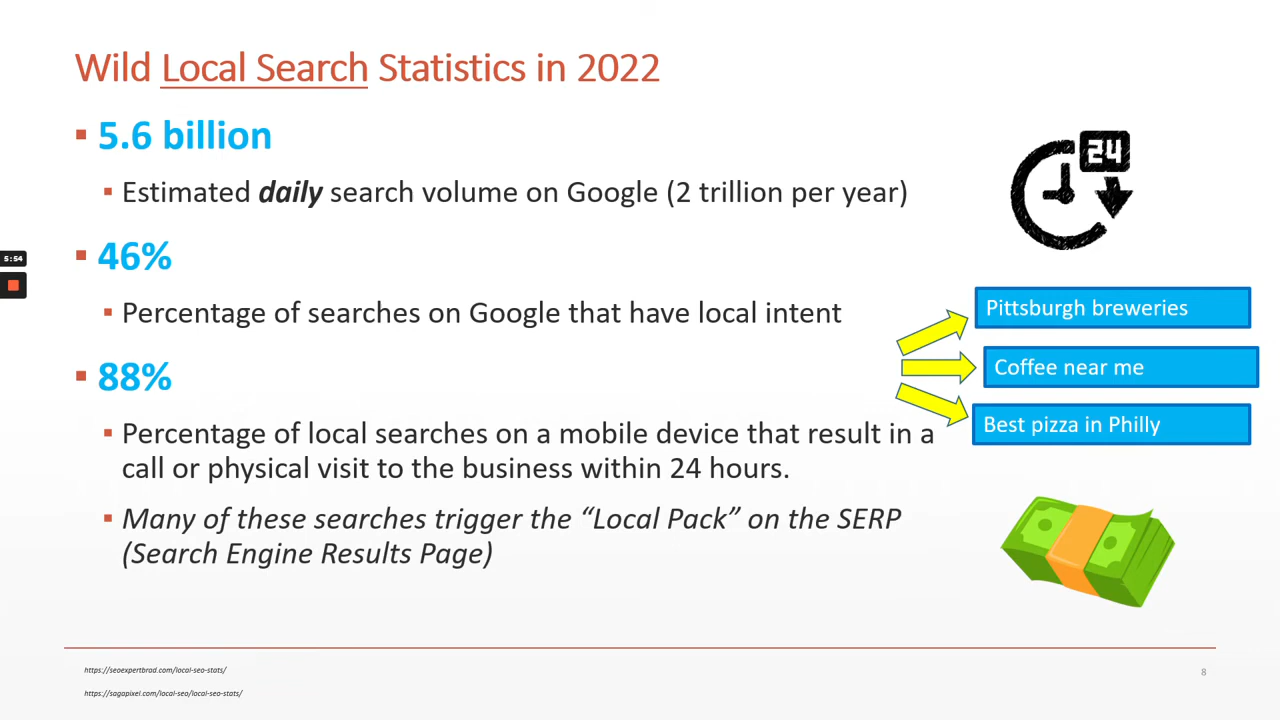 Wild Local Search Statistics in 2022
5.6 billion
Estimated daily search volume on Google (2 trillion per year)
24
5:54
46%
Percentage of searches on Google that have local intent
Pittsburgh breweries
Coffee near me
Best pizza in Philly
88%
Percentage of local searches on a mobile device that result in a
call or physical visit to the business within 24 hours.
Many of these searches trigger the “Local Pack” on the SERP
(Search Engine Results Page)
https://seoexpertbrad.com/local-seo-stats/
https://sagapixel.com/local-seo/local-seo-stats/
8